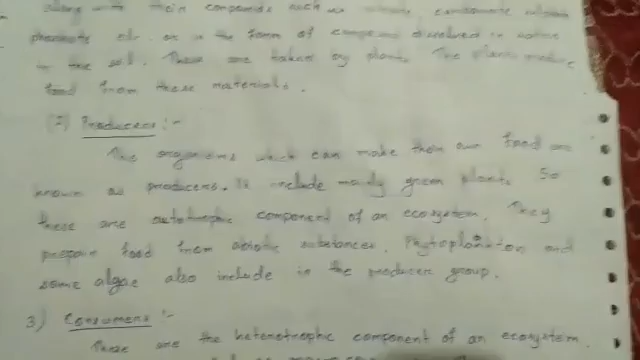 along with their compounds such as
phosphate etc. or in the form of compound dissolved in water
in the soil. These are taken by plants. The plants
food from these materials.
(2) Producers :-
The organisms which can make their own food are
known as producers. It include mainly green plants. So
these are autotrophic component of an ecosystem. They
prepair food from abiotic substances. Phytoplankton and
some algae also include in the producer group.
3) Consumers :-
These are the heterotrophic component of an ecosystem.